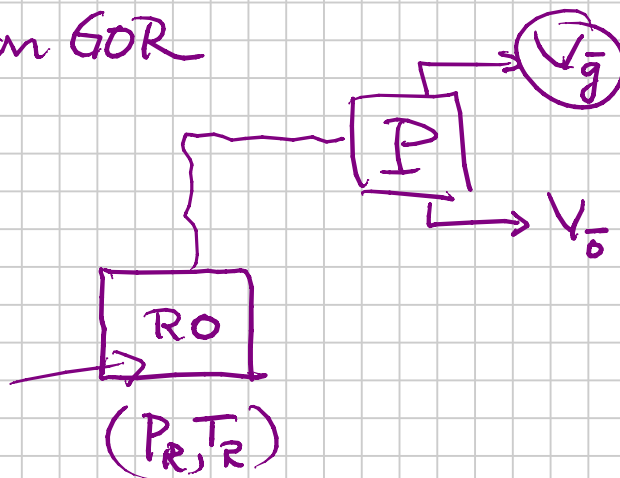 GOR
V_g̅
P
V_o̅
RO
(P_R, T_R)